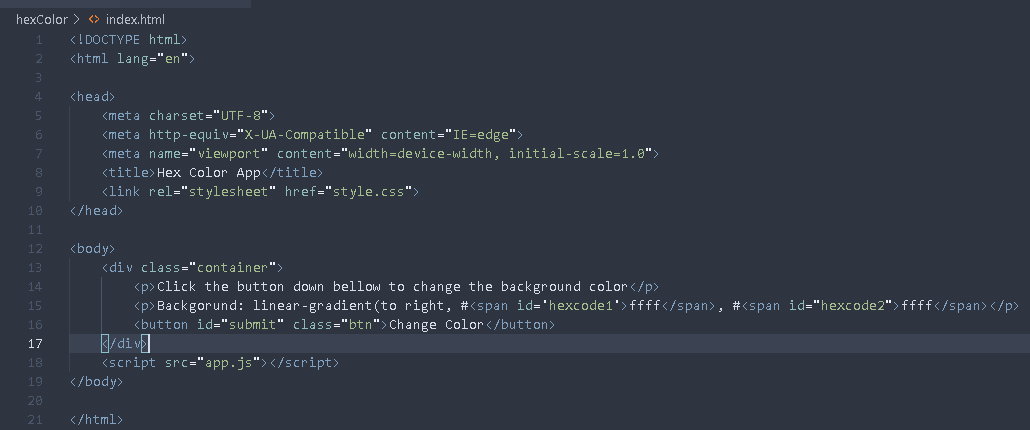 hexColor > <> index.html
1 <!DOCTYPE html>
2 <html lang="en">
3
4 <head>
5 <meta charset="UTF-8">
6 <meta http-equiv="X-UA-Compatible" content="IE=edge">
7 <meta name="viewport" content="width=device-width, initial-scale=1.0">
8 <title>Hex Color App</title>
9 <link rel="stylesheet" href="style.css">
10 </head>
11
12 <body>
13 <div class="container">
14 <p>Click the button down bellow to change the background color</p>
15 <p>Backgorund: linear-gradient(to right, #<span id='hexcode1'>ffff</span>, #<span id="hexcode2">ffff</span></p>
16 <button id="submit" class="btn">Change Color</button>
17 </div>
18 <script src="app.js"></script>
19 </body>
20
21 </html>